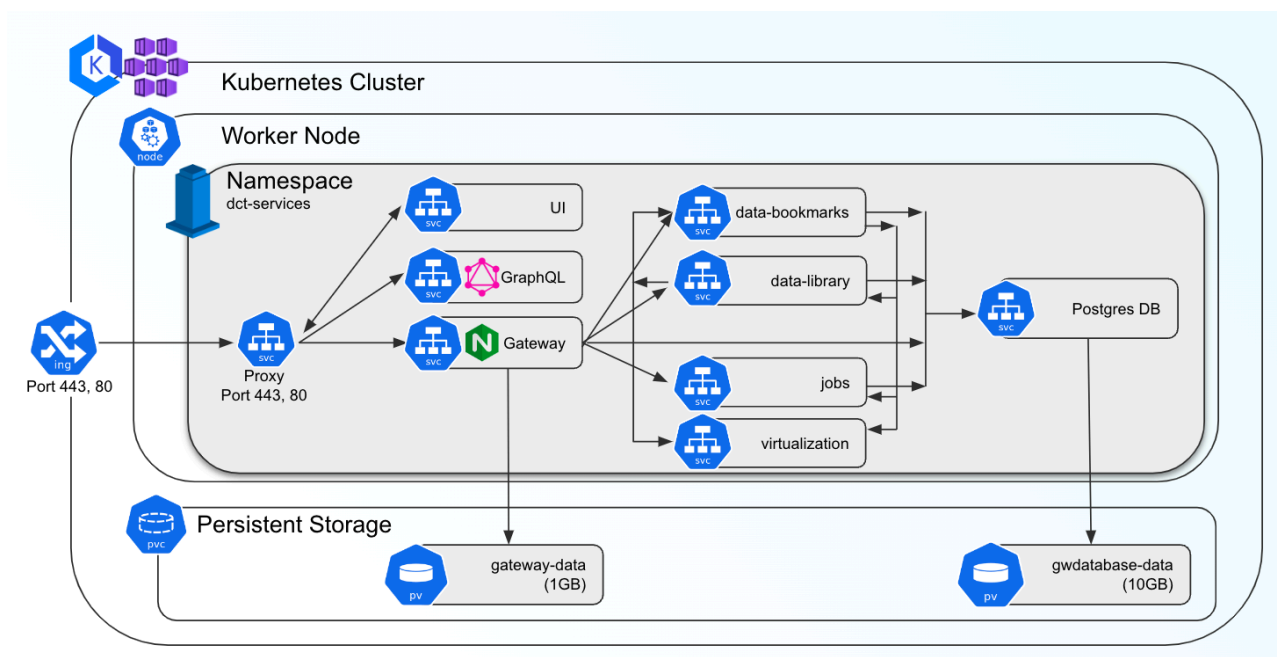 K
Kubernetes Cluster
node
Worker Node
Namespace
dct-services
svc
UI
svc
GraphQL
svc
N
Gateway
ing
Port 443, 80
svc
Proxy
Port 443, 80
svc
data-bookmarks
svc
data-library
svc
jobs
svc
virtualization
svc
Postgres DB
pvc
Persistent Storage
pv
gateway-data
(1GB)
pv
gwdatabase-data
(10GB)